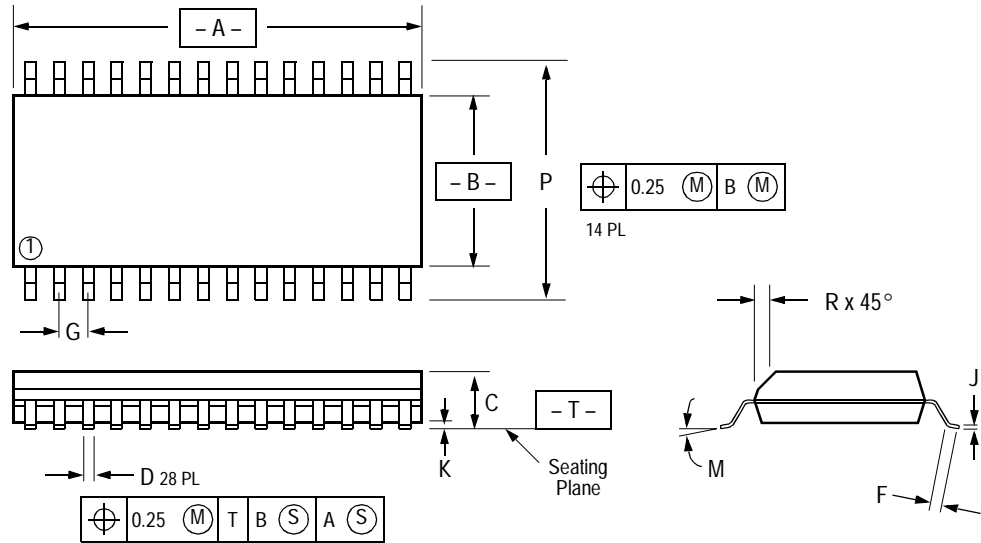 – A –
– B –
P
⌖ 0.25 Ⓜ B Ⓜ
14 PL
1
G
R x 45°
C
– T –
J
K
Seating
Plane
M
D 28 PL
F
⌖ 0.25 Ⓜ T B Ⓢ A Ⓢ